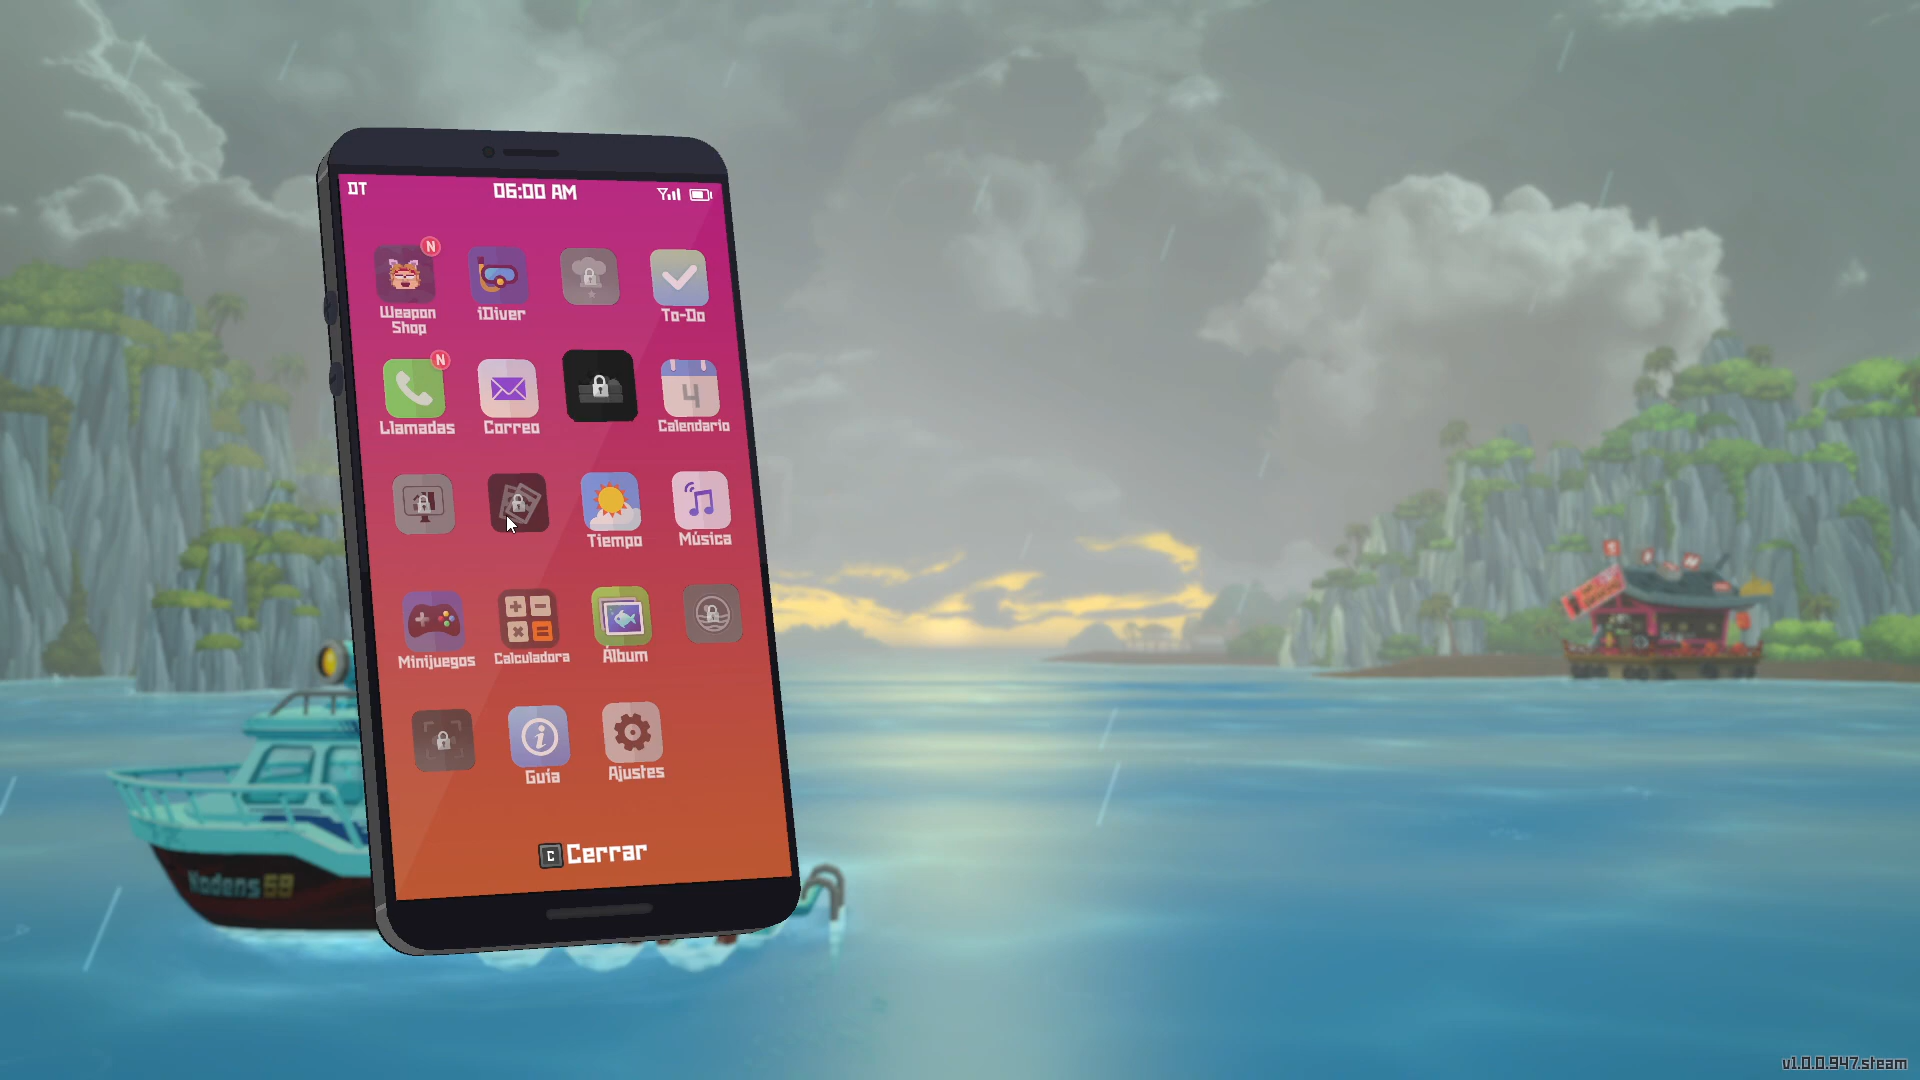 DT
06:00 AM
N
Weapon
Shop
iDiver
To-Do
N
Llamadas
Correo
4
Calendario
Tiempo
Música
Minijuegos
Calculadora
Álbum
Guía
Ajustes
C Cerrar
v1.0.0.947.steam